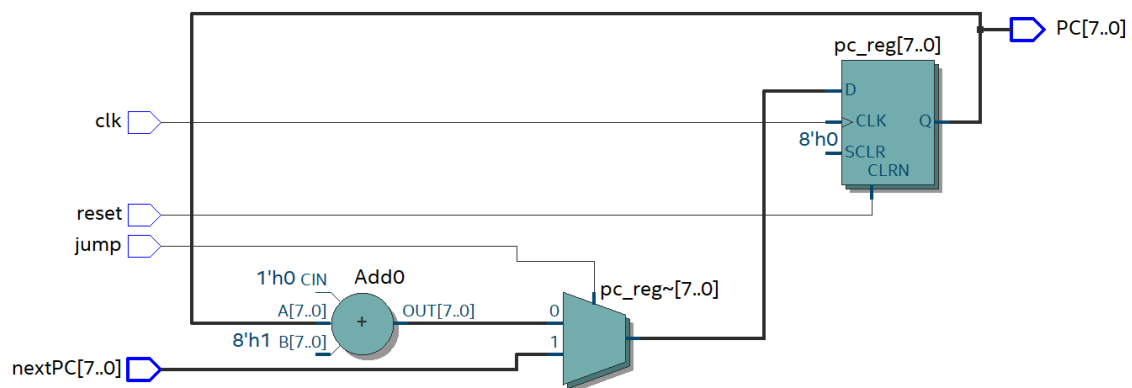 PC[7..0]
pc_reg[7..0]
D
clk
CLK
Q
8'h0
SCLR
CLRN
reset
jump
1'h0 CIN
Add0
pc_reg~[7..0]
A[7..0]
+
OUT[7..0]
0
8'h1 B[7..0]
1
nextPC[7..0]